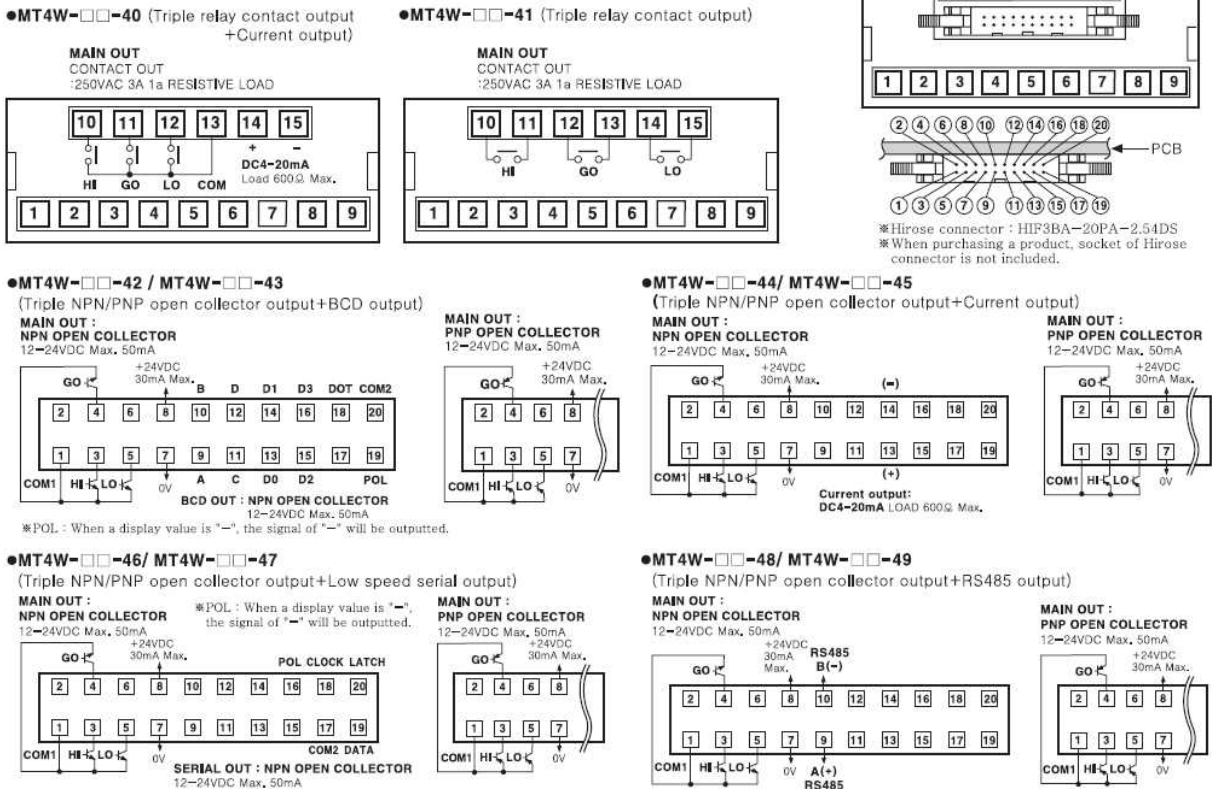 ●MT4W-□□-40 (Triple relay contact output
+Current output)
MAIN OUT
CONTACT OUT
:250VAC 3A 1a RESISTIVE LOAD
10 11 12 13 14 15
+ −
DC4-20mA
Load 600Ω Max.
HI GO LO COM
1 2 3 4 5 6 7 8 9
●MT4W-□□-41 (Triple relay contact output)
MAIN OUT
CONTACT OUT
:250VAC 3A 1a RESISTIVE LOAD
10 11 12 13 14 15
HI GO LO
1 2 3 4 5 6 7 8 9
1 2 3 4 5 6 7 8 9
② ④ ⑥ ⑧ ⑩ ⑫ ⑭ ⑯ ⑱ ⑳
PCB
① ③ ⑤ ⑦ ⑨ ⑪ ⑬ ⑮ ⑰ ⑲
※Hirose connector : HIF3BA-20PA-2.54DS
※When purchasing a product, socket of Hirose
connector is not included.
●MT4W-□□-42 / MT4W-□□-43
(Triple NPN/PNP open collector output+BCD output)
MAIN OUT :
NPN OPEN COLLECTOR
12-24VDC Max. 50mA
+24VDC
30mA Max.
GO B D D1 D3 DOT COM2
2 4 6 8 10 12 14 16 18 20
1 3 5 7 9 11 13 15 17 19
COM1 HI LO 0V A C D0 D2 POL
BCD OUT : NPN OPEN COLLECTOR
12-24VDC Max. 50mA
※POL : When a display value is "-", the signal of "-" will be outputted.
MAIN OUT :
PNP OPEN COLLECTOR
12-24VDC Max. 50mA
+24VDC
30mA Max.
GO
2 4 6 8
1 3 5 7
COM1 HI LO 0V
●MT4W-□□-44/ MT4W-□□-45
(Triple NPN/PNP open collector output+Current output)
MAIN OUT :
NPN OPEN COLLECTOR
12-24VDC Max. 50mA
+24VDC
30mA Max.
GO (-)
2 4 6 8 10 12 14 16 18 20
1 3 5 7 9 11 13 15 17 19
COM1 HI LO 0V (+)
Current output:
DC4-20mA LOAD 600Ω Max.
MAIN OUT :
PNP OPEN COLLECTOR
12-24VDC Max. 50mA
+24VDC
30mA Max.
GO
2 4 6 8
1 3 5 7
COM1 HI LO 0V
●MT4W-□□-46/ MT4W-□□-47
(Triple NPN/PNP open collector output+Low speed serial output)
MAIN OUT :
NPN OPEN COLLECTOR
12-24VDC Max. 50mA
※POL : When a display value is "-",
the signal of "-" will be outputted.
+24VDC
30mA Max.
GO POL CLOCK LATCH
2 4 6 8 10 12 14 16 18 20
1 3 5 7 9 11 13 15 17 19
COM1 HI LO 0V COM2 DATA
SERIAL OUT : NPN OPEN COLLECTOR
12-24VDC Max. 50mA
MAIN OUT :
PNP OPEN COLLECTOR
12-24VDC Max. 50mA
+24VDC
30mA Max.
GO
2 4 6 8
1 3 5 7
COM1 HI LO 0V
●MT4W-□□-48/ MT4W-□□-49
(Triple NPN/PNP open collector output+RS485 output)
MAIN OUT :
NPN OPEN COLLECTOR
12-24VDC Max. 50mA
+24VDC
30mA
Max.
RS485
B(-)
GO
2 4 6 8 10 12 14 16 18 20
1 3 5 7 9 11 13 15 17 19
COM1 HI LO 0V A(+)
RS485
MAIN OUT :
PNP OPEN COLLECTOR
12-24VDC Max. 50mA
+24VDC
30mA Max.
GO
2 4 6 8
1 3 5 7
COM1 HI LO 0V